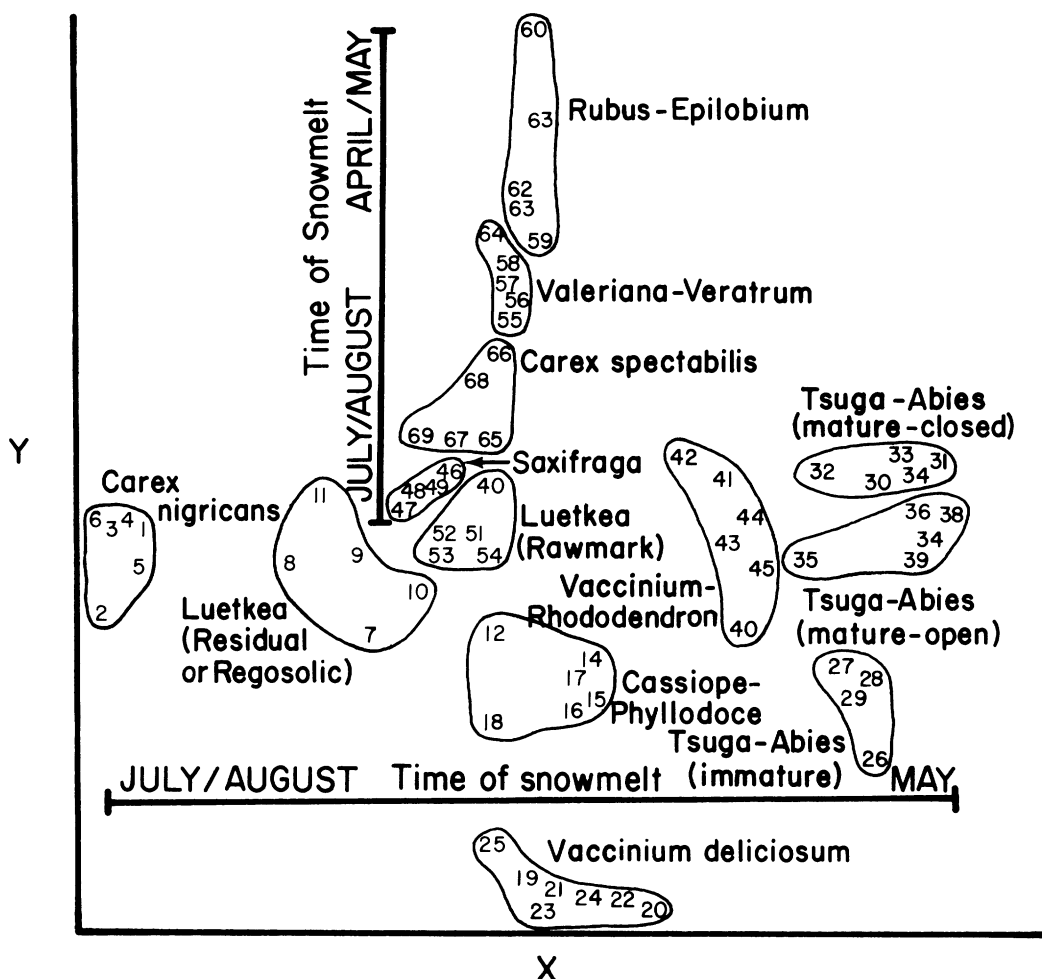 60
Rubus-Epilobium
63
62
63
59
Time of Snowmelt
JULY/AUGUST APRIL/MAY
64
58
57
56
55
Valeriana-Veratrum
66
68
69 67 65
Carex spectabilis
Saxifraga
46
48 49
47
40
52 51
53 54
Luetkea
(Rawmark)
Y
Carex
nigricans
6 3 4 1
5
2
11
8 9
10
7
Luetkea
(Residual
or Regosolic)
42
41
44
43
45
40
Vaccinium-
Rhododendron
Tsuga-Abies
(mature-closed)
33 31
32 30 34
36 38
34
35 39
Tsuga-Abies
(mature-open)
12
14
17
15
16
18
Cassiope-
Phyllodoce
27 28
29
26
Tsuga-Abies
(immature)
JULY/AUGUST Time of snowmelt MAY
25
19
21
24 22
23 20
Vaccinium deliciosum
X